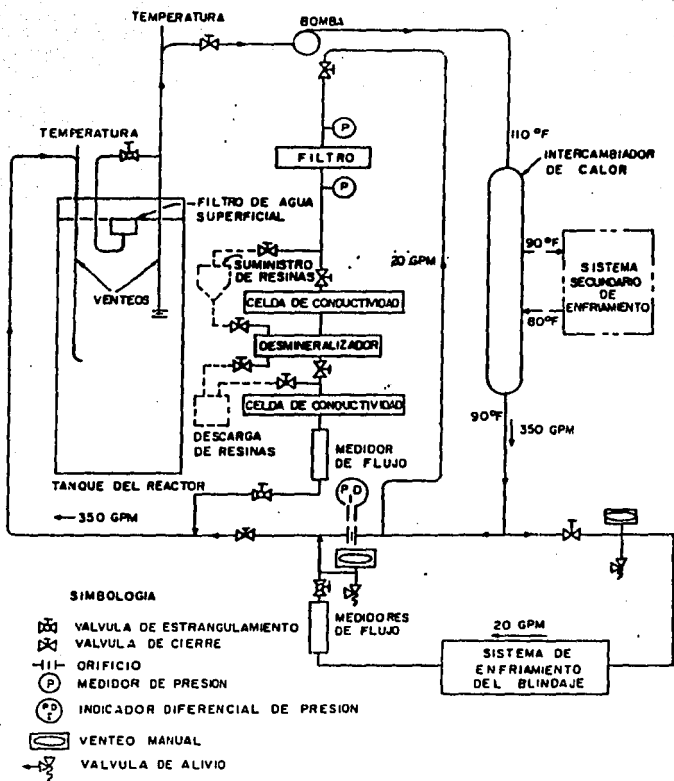 TEMPERATURA
BOMBA
TEMPERATURA
FILTRO DE AGUA
SUPERFICIAL
VENTEOS
TANQUE DEL REACTOR
350 GPM
P
FILTRO
P
SUMINISTRO
DE RESINAS
CELDA DE CONDUCTIVIDAD
DESMINERALIZADOR
CELDA DE CONDUCTIVIDAD
DESCARGA
DE RESINAS
MEDIDOR
DE FLUJO
20 GPM
110 °F
INTERCAMBIADOR
DE CALOR
90°F
SISTEMA
SECUNDARIO
DE
ENFRIAMIENTO
80°F
90°F
350 GPM
P D
I
MEDIDORES
DE FLUJO
20 GPM
SISTEMA DE
ENFRIAMIENTO
DEL BLINDAJE
SIMBOLOGIA
VALVULA DE ESTRANGULAMIENTO
VALVULA DE CIERRE
ORIFICIO
P MEDIDOR DE PRESION
P D
I
INDICADOR DIFERENCIAL DE PRESION
VENTEO MANUAL
VALVULA DE ALIVIO